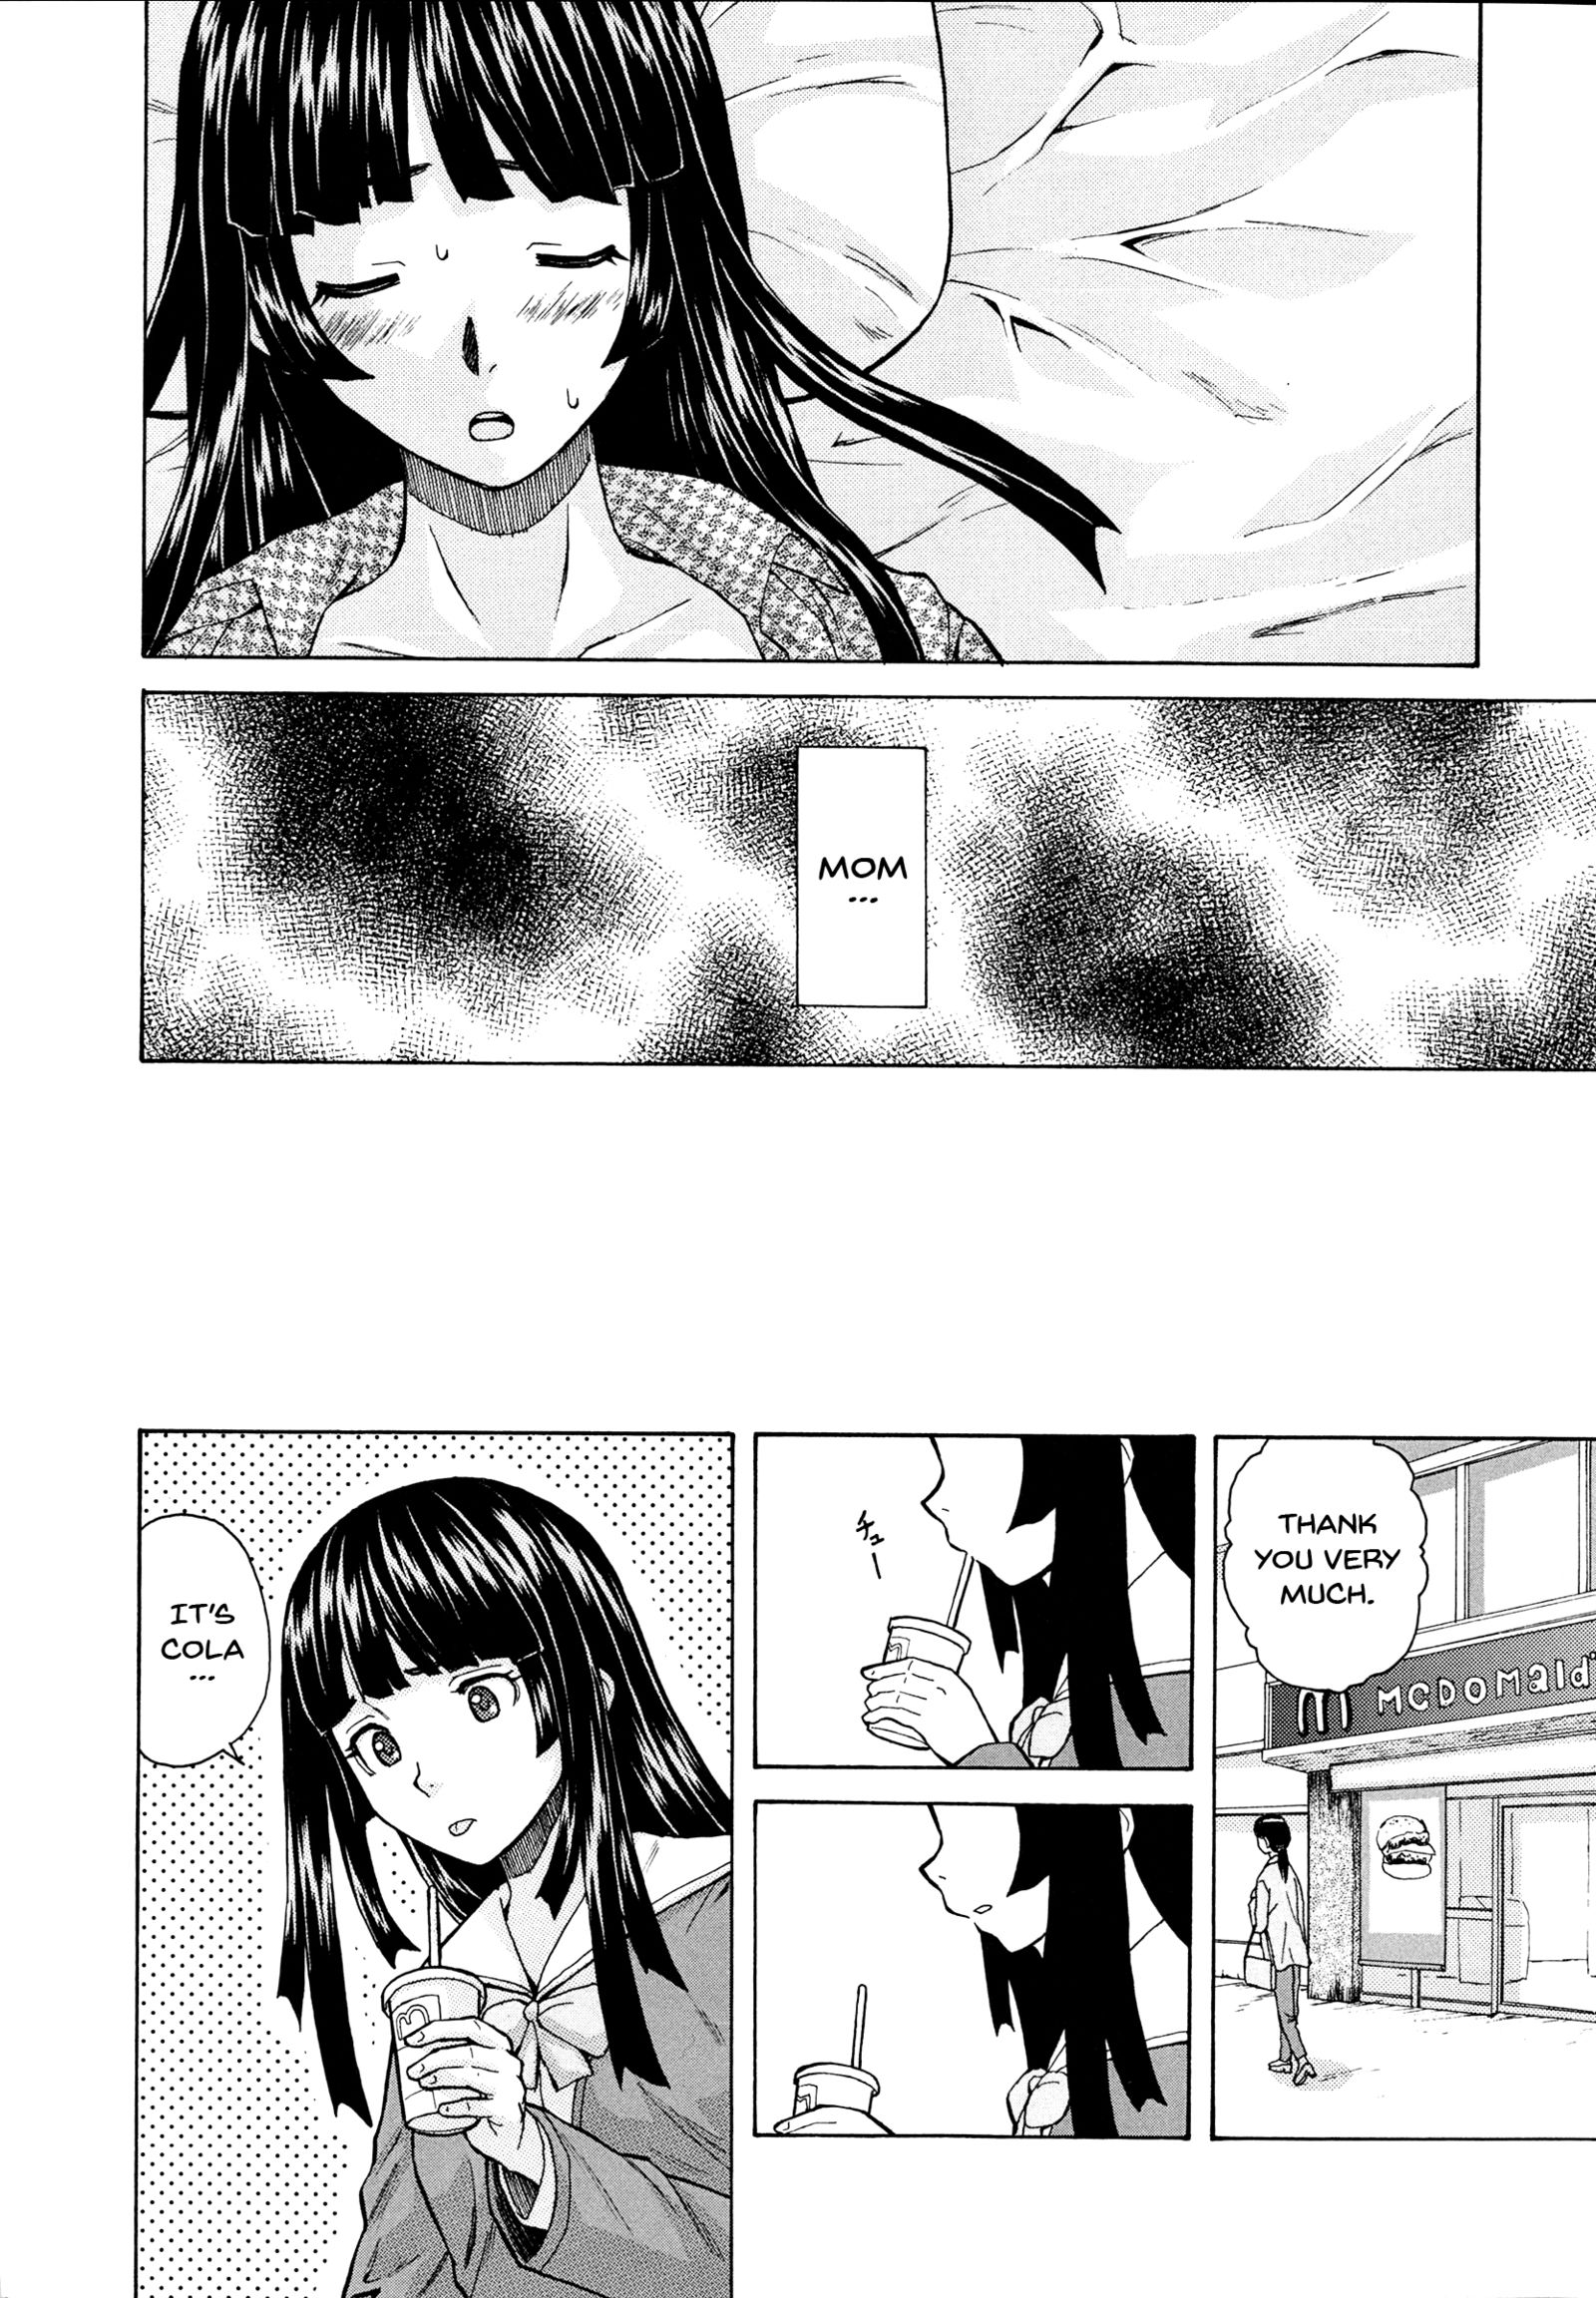 MOM
...
THANK
YOU VERY
MUCH.
McDoMald
チュー
IT'S
COLA
...